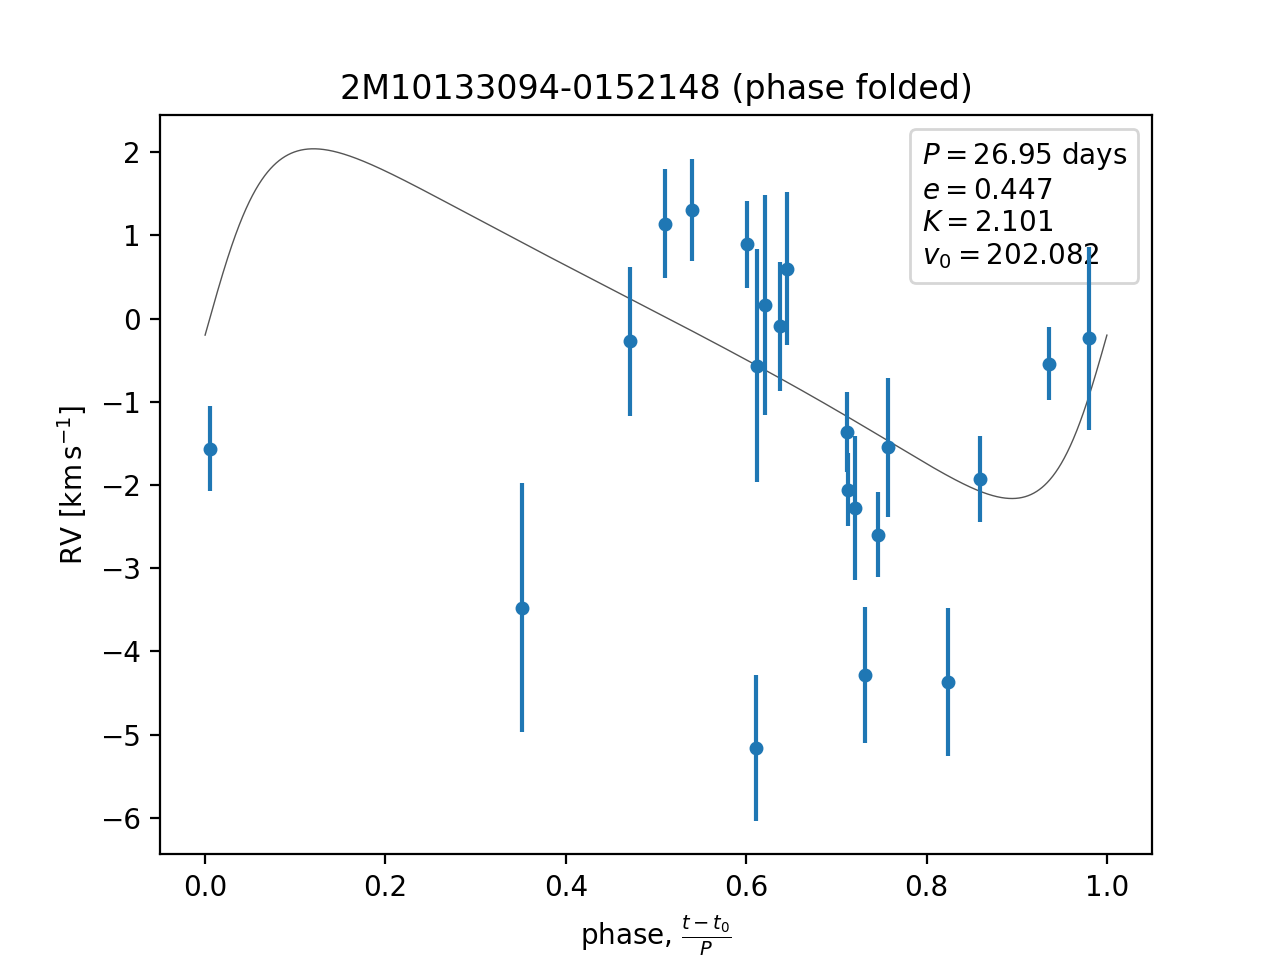 2M10133094-0152148 (phase folded)
P = 26.95 days
e = 0.447
K = 2.101
v₀ = 202.082
RV [km s⁻¹]
2
1
0
−1
−2
−3
−4
−5
−6
0.0 0.2 0.4 0.6 0.8 1.0
phase, (t − t₀)/P